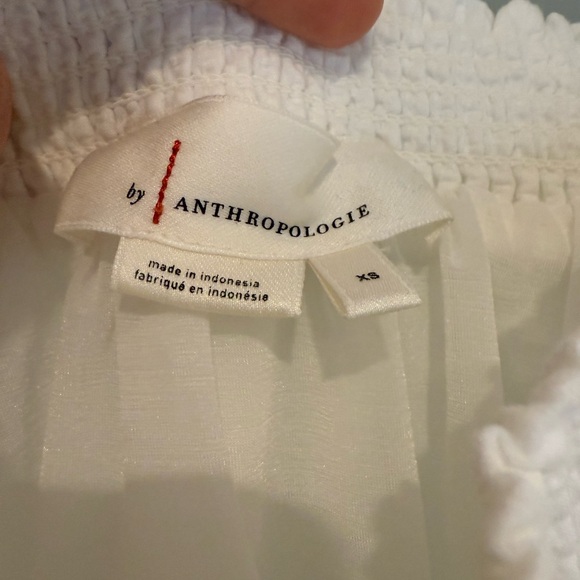 by ANTHROPOLOGIE
made in indonesia
fabriqué en indonésie
XS